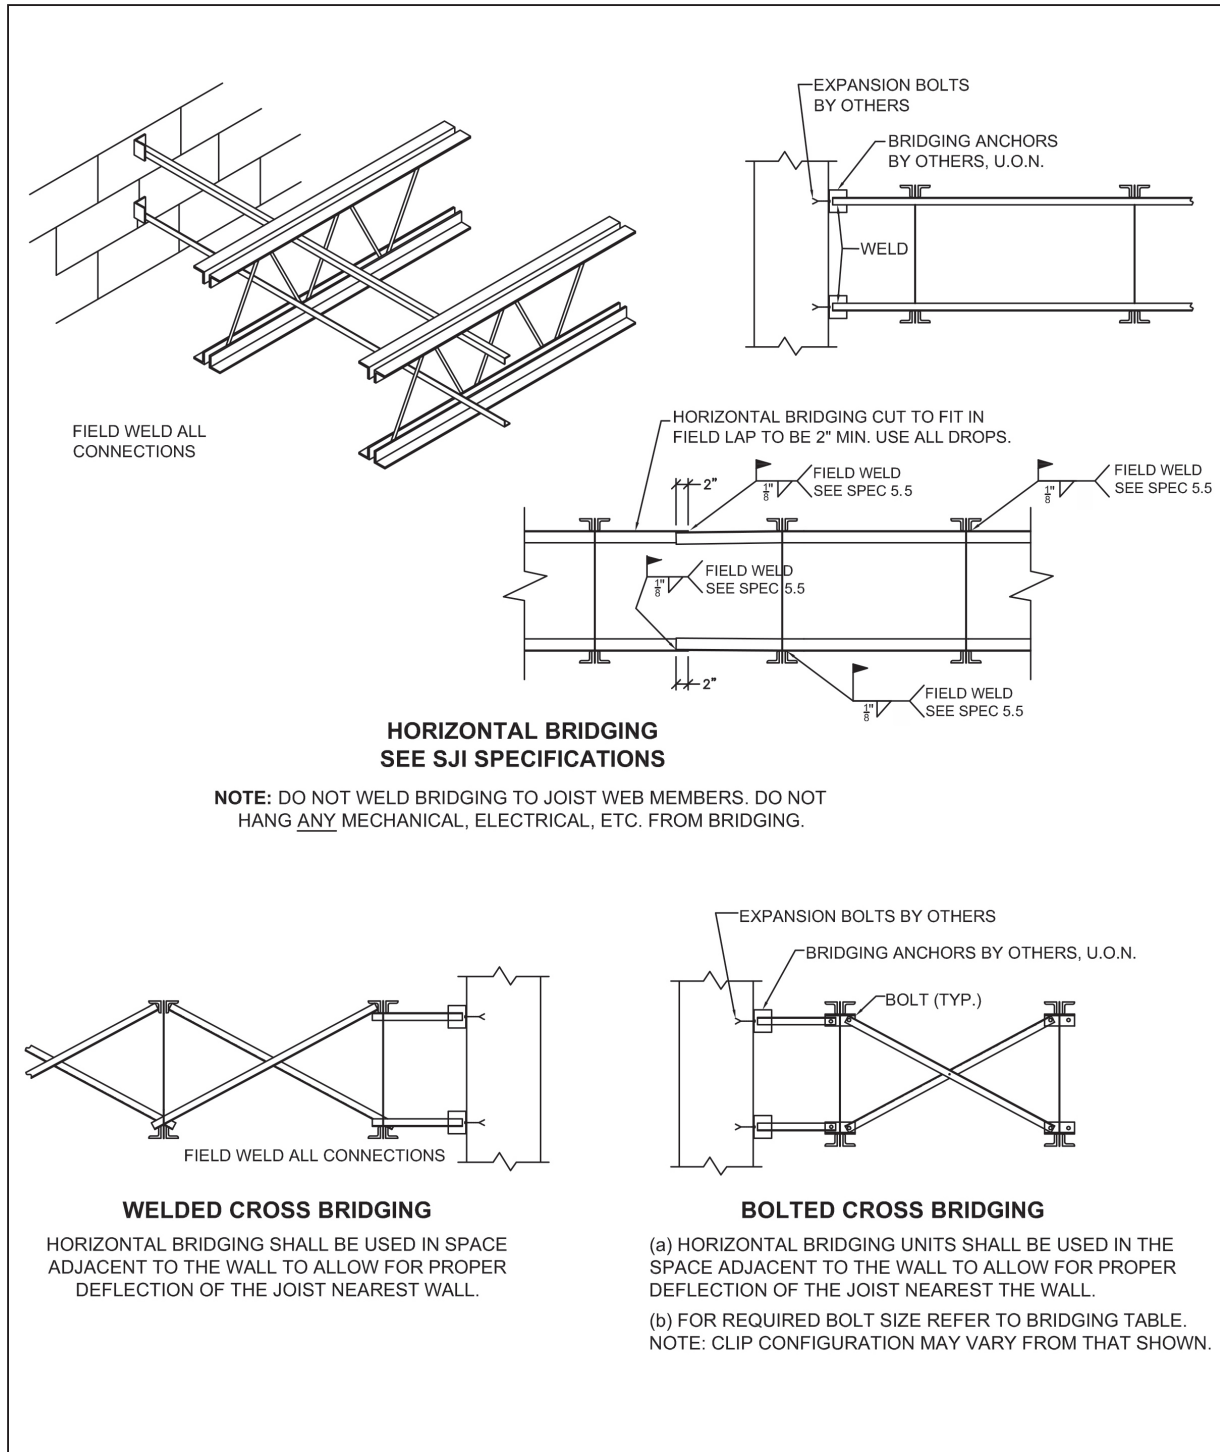 EXPANSION BOLTS
BY OTHERS
BRIDGING ANCHORS
BY OTHERS, U.O.N.
WELD
FIELD WELD ALL
CONNECTIONS
HORIZONTAL BRIDGING CUT TO FIT IN
FIELD LAP TO BE 2" MIN. USE ALL DROPS.
2"
1/8"
FIELD WELD
SEE SPEC 5.5
1/8"
FIELD WELD
SEE SPEC 5.5
1/8"
FIELD WELD
SEE SPEC 5.5
2"
1/8"
FIELD WELD
SEE SPEC 5.5
HORIZONTAL BRIDGING
SEE SJI SPECIFICATIONS
NOTE: DO NOT WELD BRIDGING TO JOIST WEB MEMBERS. DO NOT
HANG ANY MECHANICAL, ELECTRICAL, ETC. FROM BRIDGING.
EXPANSION BOLTS BY OTHERS
BRIDGING ANCHORS BY OTHERS, U.O.N.
BOLT (TYP.)
FIELD WELD ALL CONNECTIONS
WELDED CROSS BRIDGING
HORIZONTAL BRIDGING SHALL BE USED IN SPACE
ADJACENT TO THE WALL TO ALLOW FOR PROPER
DEFLECTION OF THE JOIST NEAREST WALL.
BOLTED CROSS BRIDGING
(a) HORIZONTAL BRIDGING UNITS SHALL BE USED IN THE
SPACE ADJACENT TO THE WALL TO ALLOW FOR PROPER
DEFLECTION OF THE JOIST NEAREST THE WALL.
(b) FOR REQUIRED BOLT SIZE REFER TO BRIDGING TABLE.
NOTE: CLIP CONFIGURATION MAY VARY FROM THAT SHOWN.